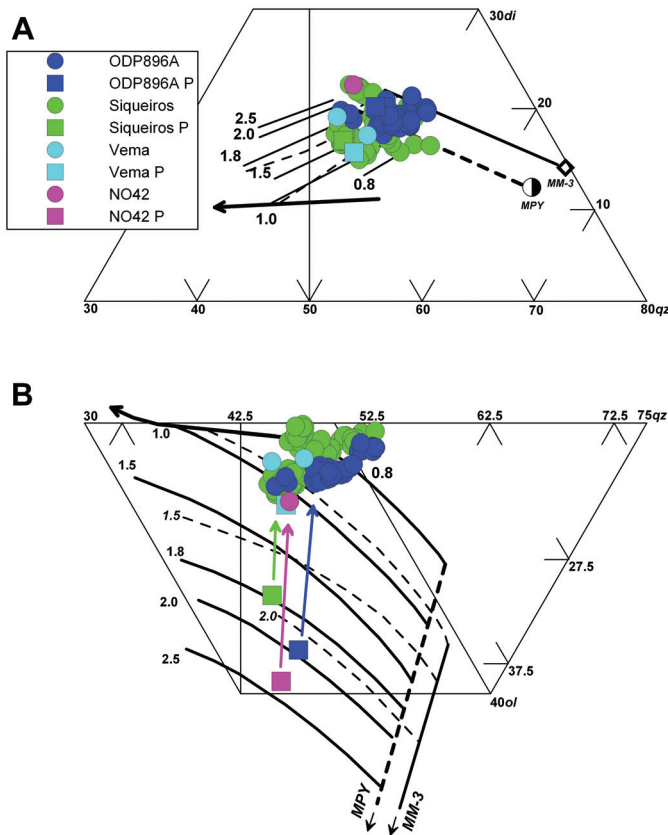 A
30di
ODP896A
ODP896A P
Siqueiros
Siqueiros P
Vema
Vema P
NO42
NO42 P
2.5
2.0
1.8
1.5
1.0
0.8
20
10
MM-3
MPY
30
40
50
60
70
80qz
B
30
42.5
52.5
62.5
72.5
75qz
1.0
0.8
1.5
1.5
1.8
2.0
2.0
2.5
27.5
37.5
40ol
MPY
MM-3